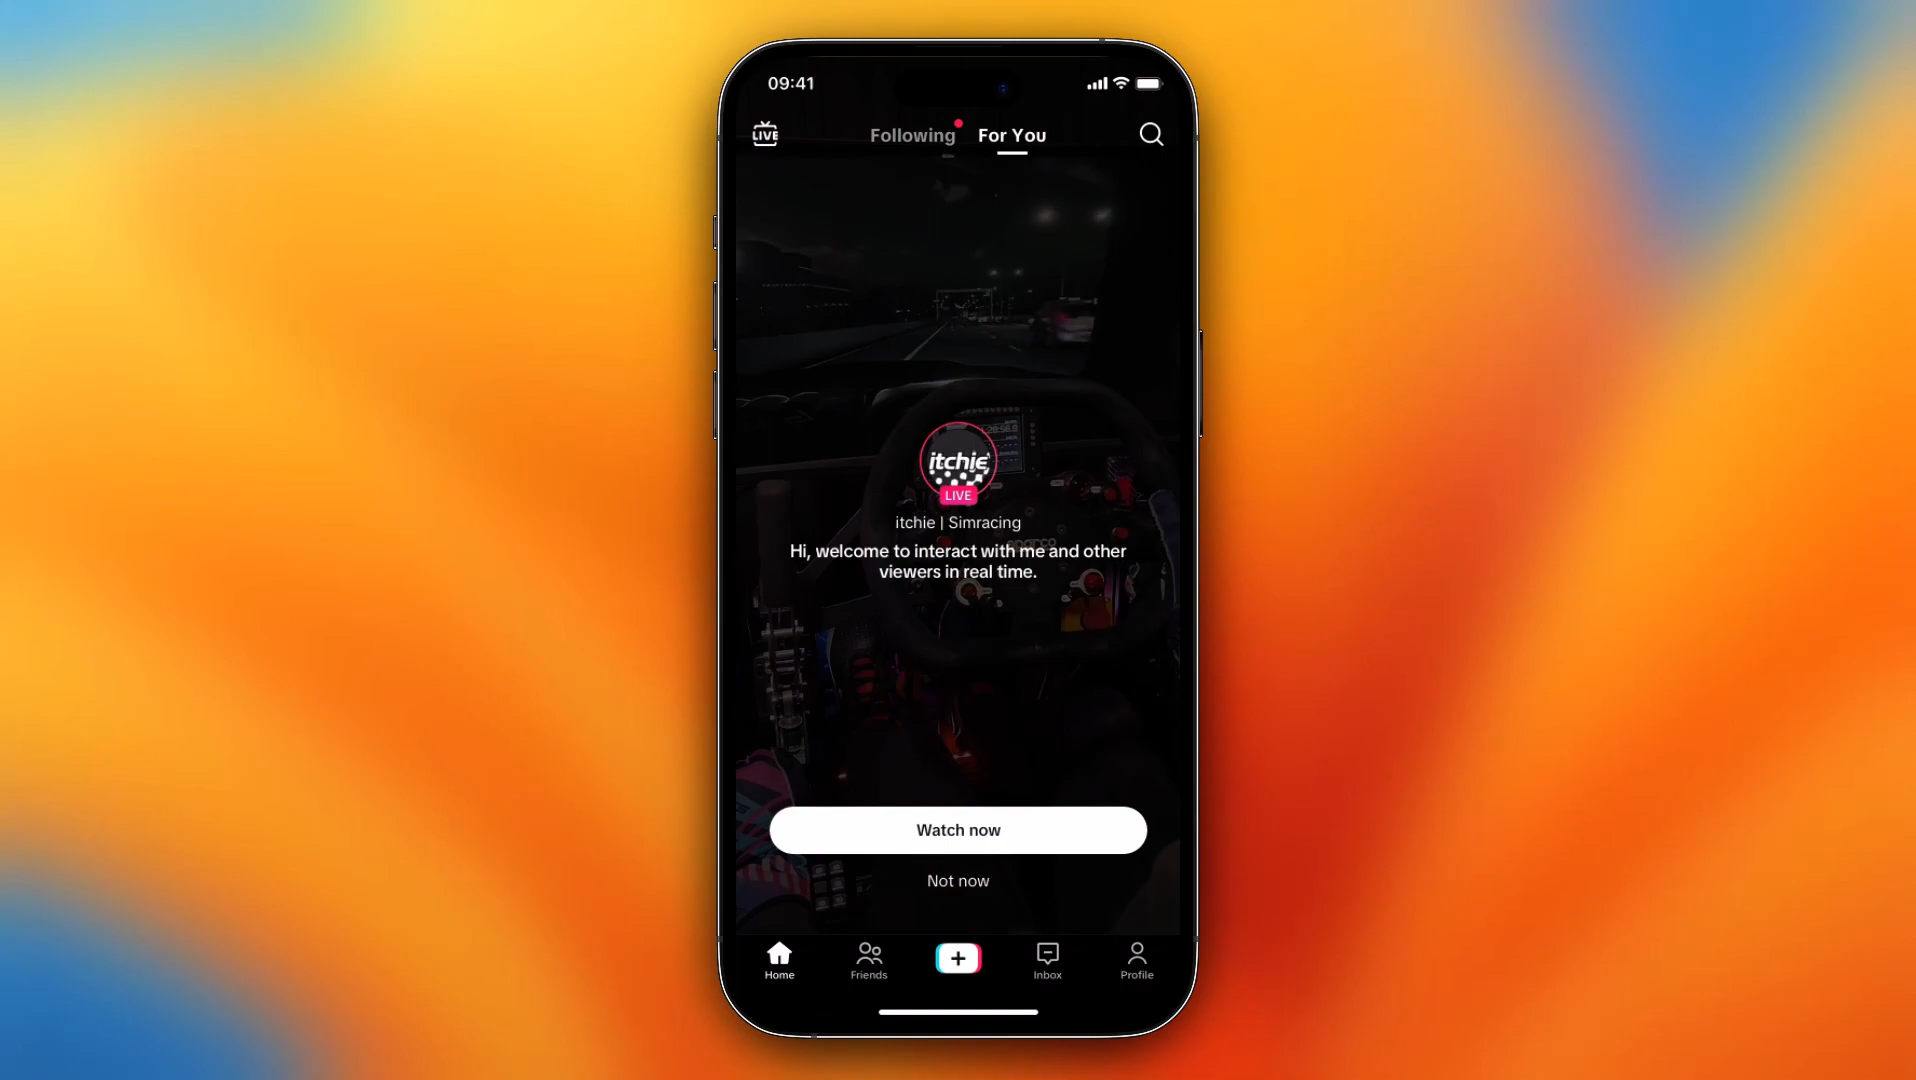 09:41
LIVE
Following
For You
itchie
LIVE
itchie | Simracing
Hi, welcome to interact with me and other
viewers in real time.
sparco
Watch now
Not now
Home
Friends
Inbox
Profile